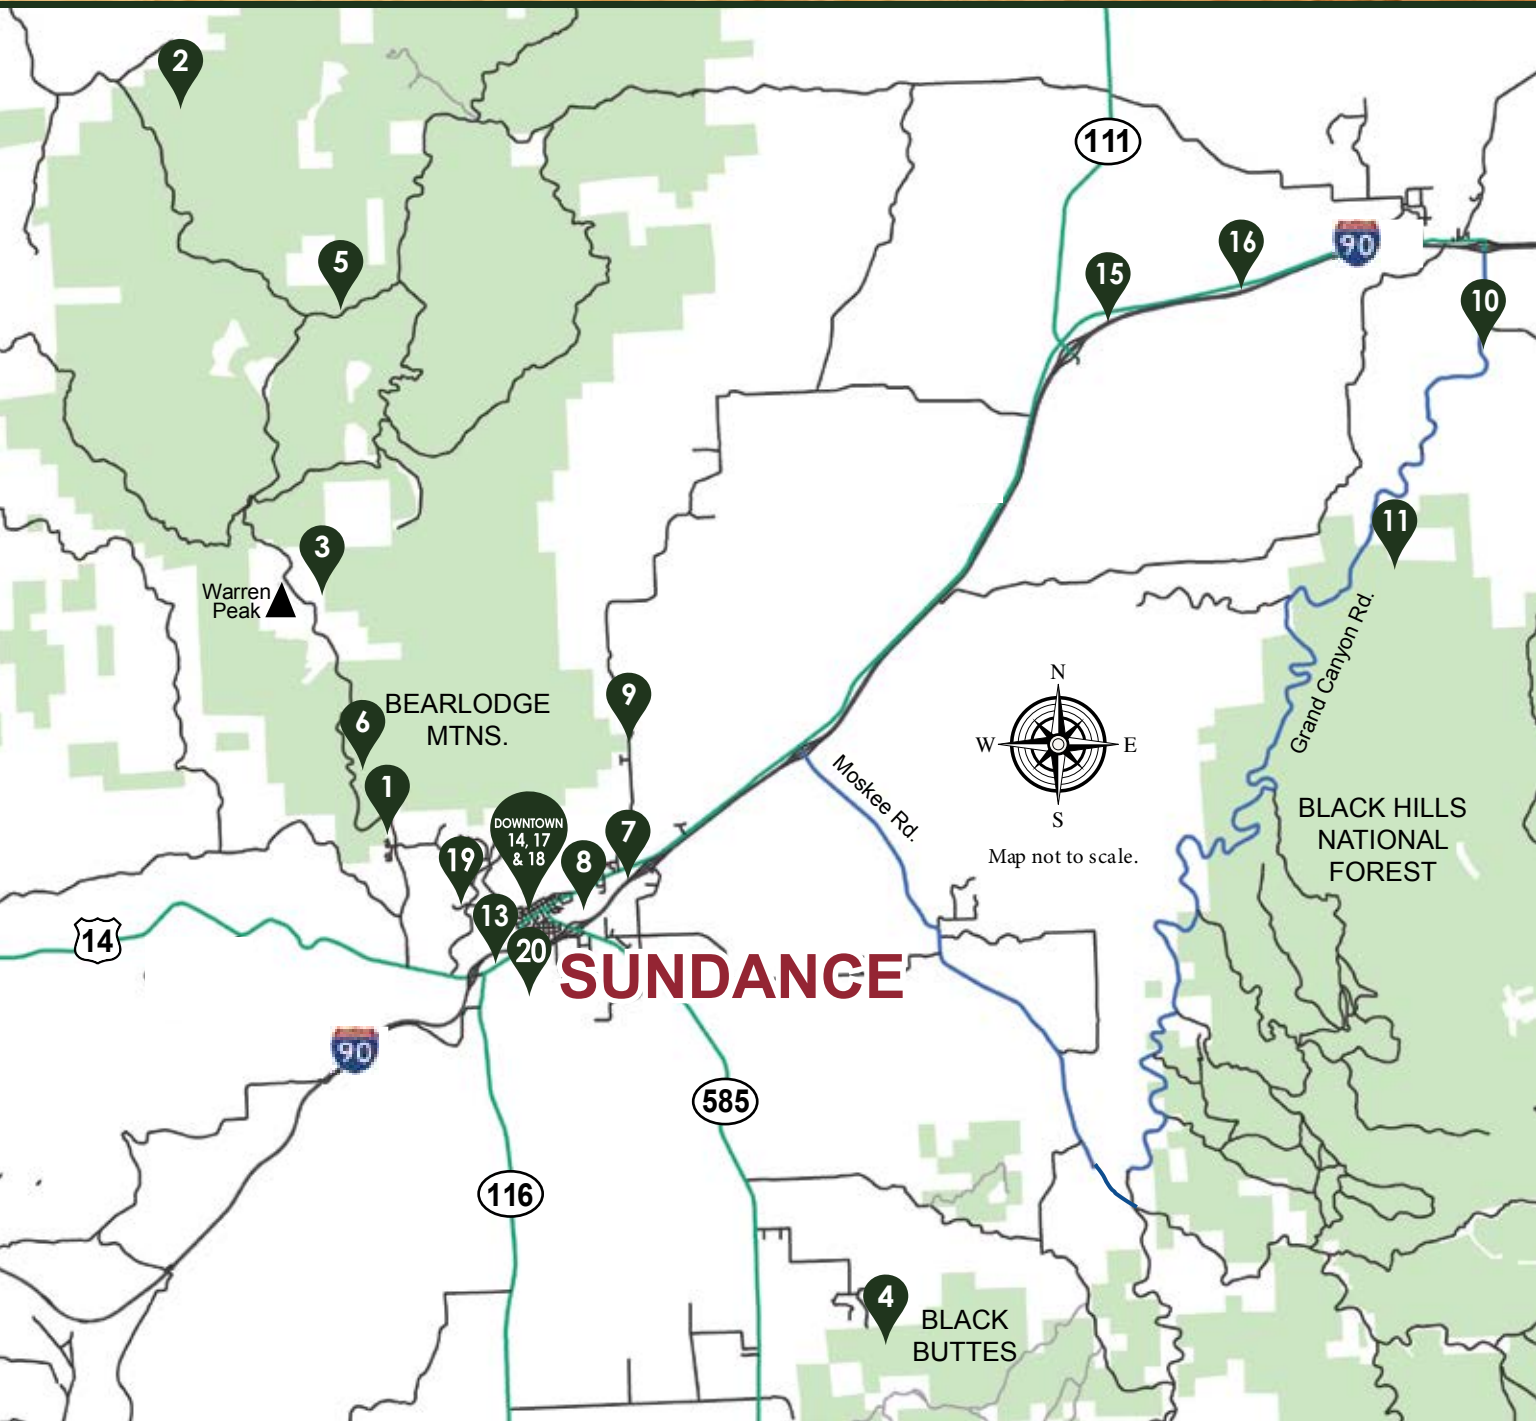 2
111
16
90
5
15
10
11
3
Warren
Peak
Grand Canyon Rd.
N
9
BEARLODGE
MTNS.
6
W
E
Moskee Rd.
1
S
BLACK HILLS
NATIONAL
FOREST
DOWNTOWN
14, 17
& 18
7
19
8
Map not to scale.
13
14
20
SUNDANCE
90
585
116
4
BLACK
BUTTES